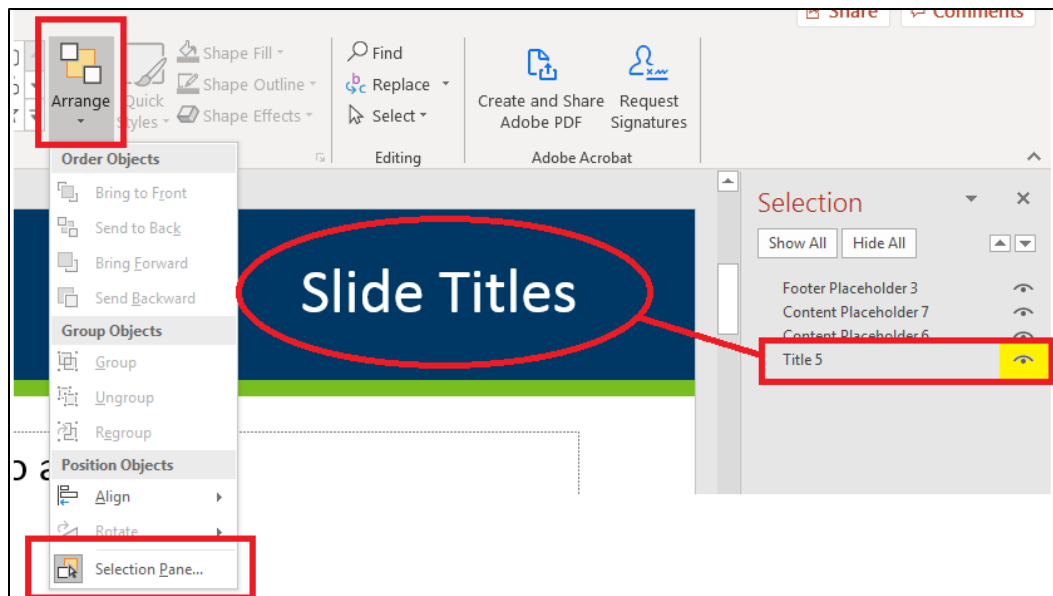 Share Comments
Find
Replace
Select
Editing
Arrange
Quick
Styles
Shape Fill
Shape Outline
Shape Effects
Create and Share
Adobe PDF
Request
Signatures
Adobe Acrobat
Order Objects
Bring to Front
Send to Back
Bring Forward
Send Backward
Group Objects
Group
Ungroup
Regroup
Position Objects
Align
Rotate
Selection Pane...
Slide Titles
Selection
Show All Hide All
Footer Placeholder 3
Content Placeholder 7
Content Placeholder 6
Title 5